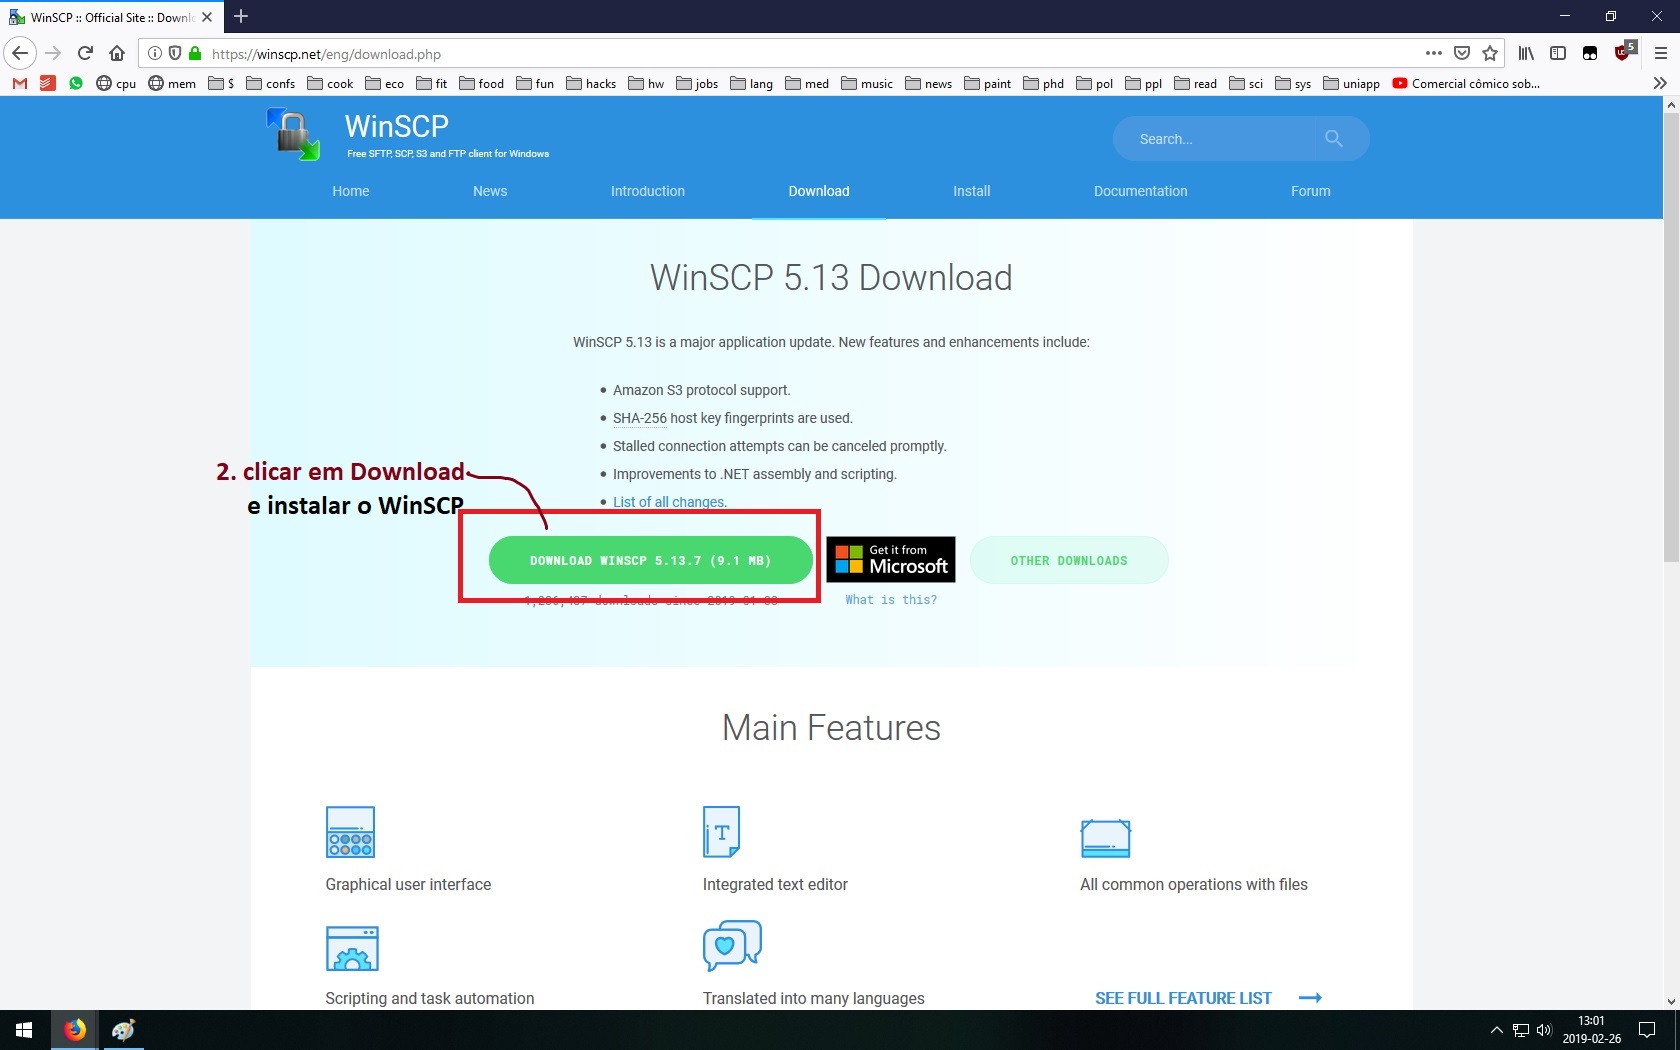 WinSCP :: Official Site :: Downlo
https://winscp.net/eng/download.php
5
cpu mem $ confs cook eco fit food fun hacks hw jobs lang med music news paint phd pol ppl read sci sys uniapp Comercial cômico sob...
WinSCP
Free SFTP, SCP, S3 and FTP client for Windows
Search...
Home News Introduction Download Install Documentation Forum
WinSCP 5.13 Download
WinSCP 5.13 is a major application update. New features and enhancements include:
• Amazon S3 protocol support.
• SHA-256 host key fingerprints are used.
• Stalled connection attempts can be canceled promptly.
• Improvements to .NET assembly and scripting.
• List of all changes.
2. clicar em Download
e instalar o WinSCP
DOWNLOAD WINSCP 5.13.7 (9.1 MB)
Get it from
Microsoft
OTHER DOWNLOADS
downloads since
What is this?
Main Features
Graphical user interface
Integrated text editor
All common operations with files
Scripting and task automation
Translated into many languages
SEE FULL FEATURE LIST
13:01
2019-02-26